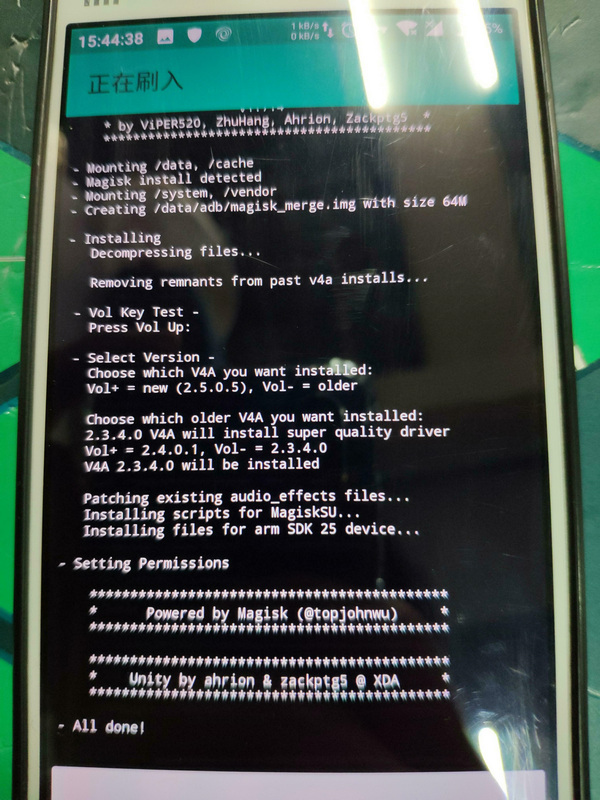 15:44:38
1 kB/s
0 kB/s
正在刷入
* by ViPER520, ZhuHang, Ahrion, Zackptg5 *
****************************************
- Mounting /data, /cache
- Magisk install detected
- Mounting /system, /vendor
- Creating /data/adb/magisk_merge.img with size 64M
- Installing
Decompressing files...
Removing remnants from past v4a installs...
- Vol Key Test -
Press Vol Up:
- Select Version -
Choose which V4A you want installed:
Vol+ = new (2.5.0.5), Vol- = older
Choose which older V4A you want installed:
2.3.4.0 V4A will install super quality driver
Vol+ = 2.4.0.1, Vol- = 2.3.4.0
V4A 2.3.4.0 will be installed
Patching existing audio_effects files...
Installing scripts for MagiskSU...
Installing files for arm SDK 25 device...
- Setting Permissions
******************************************
* Powered by Magisk (@topjohnwu) *
******************************************
******************************************
* Unity by ahrion & zackptg5 @ XDA *
******************************************
- All done!